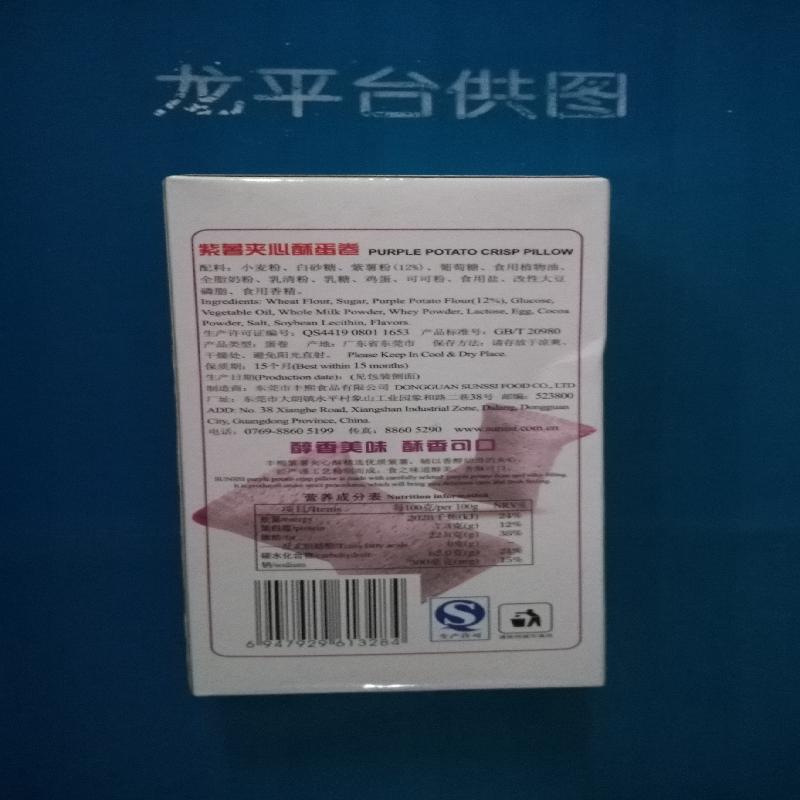 龙平台供图
紫薯夹心酥蛋卷 PURPLE POTATO CRISP PILLOW
配料：小麦粉、白砂糖、紫薯粉(12%)、葡萄糖、食用植物油、
全脂奶粉、乳清粉、乳糖、鸡蛋、可可粉、食用盐、改性大豆
磷脂、食用香精。
Ingredients: Wheat Flour, Sugar, Purple Potato Flour(12%), Glucose,
Vegetable Oil, Whole Milk Powder, Whey Powder, Lactose, Egg, Cocoa
Powder, Salt, Soybean Lecithin, Flavors.
生产许可证编号：QS4419 0801 1653 产品标准号：GB/T 20980
产品类型：蛋卷 产地：广东省东莞市 保存方法：请存放于凉爽、
干燥处、避免阳光直射。 Please Keep In Cool & Dry Place.
保质期：15个月(Best within 15 months)
生产日期(Production date)：(见包装侧面)
制造商：东莞市丰熙食品有限公司 DONGGUAN SUNSSI FOOD CO., LTD
厂址：东莞市大朗镇水平村象山工业园象和路二巷38号 邮编：523800
ADD: No. 38 Xianghe Road, Xiangshan Industrial Zone, Dalang, Dongguan
City, Guangdong Province, China.
电话：0769-8860 5199 传真：8860 5290 www.sunssi.com.cn
醇香美味 酥香可口
营养成分表 Nutrition information
项目/Items 每100克/per 100g NRV%
能量/energy 2028千焦(kJ) 24%
蛋白质/protein 7.3克(g) 12%
脂肪/fat 22.8克(g) 38%
0克(g)
碳水化合物/carbohydrate 62.0克(g) 21%
钠/sodium 300毫克(mg) 15%
6 947929 613284
生产许可